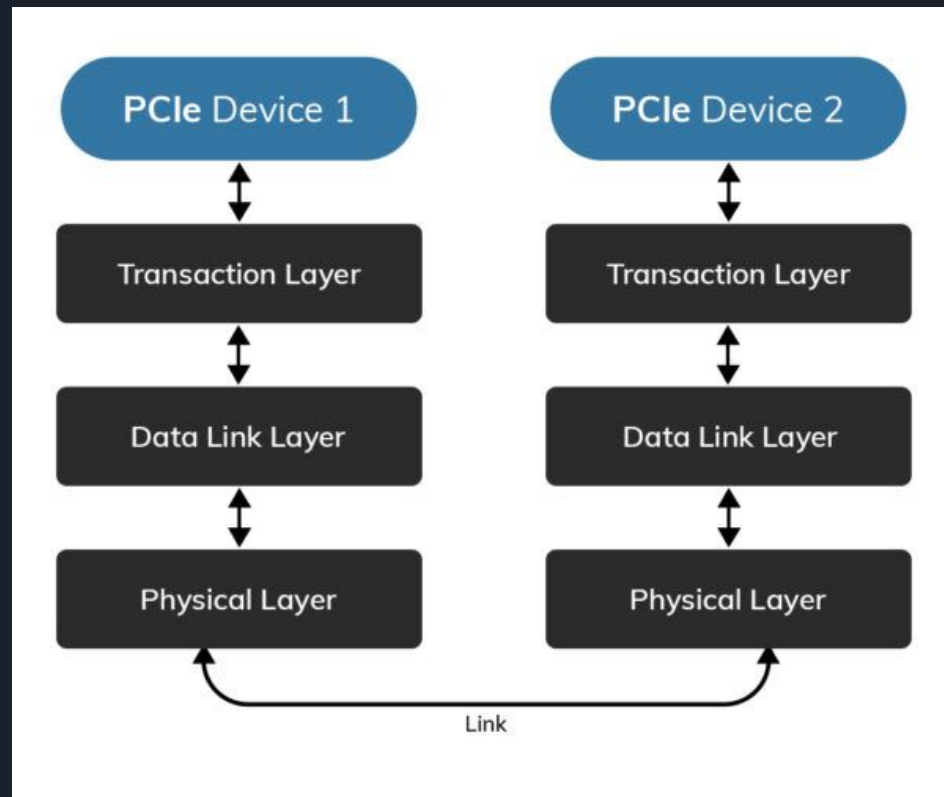 PCIe Device 1
PCIe Device 2
Transaction Layer
Transaction Layer
Data Link Layer
Data Link Layer
Physical Layer
Physical Layer
Link